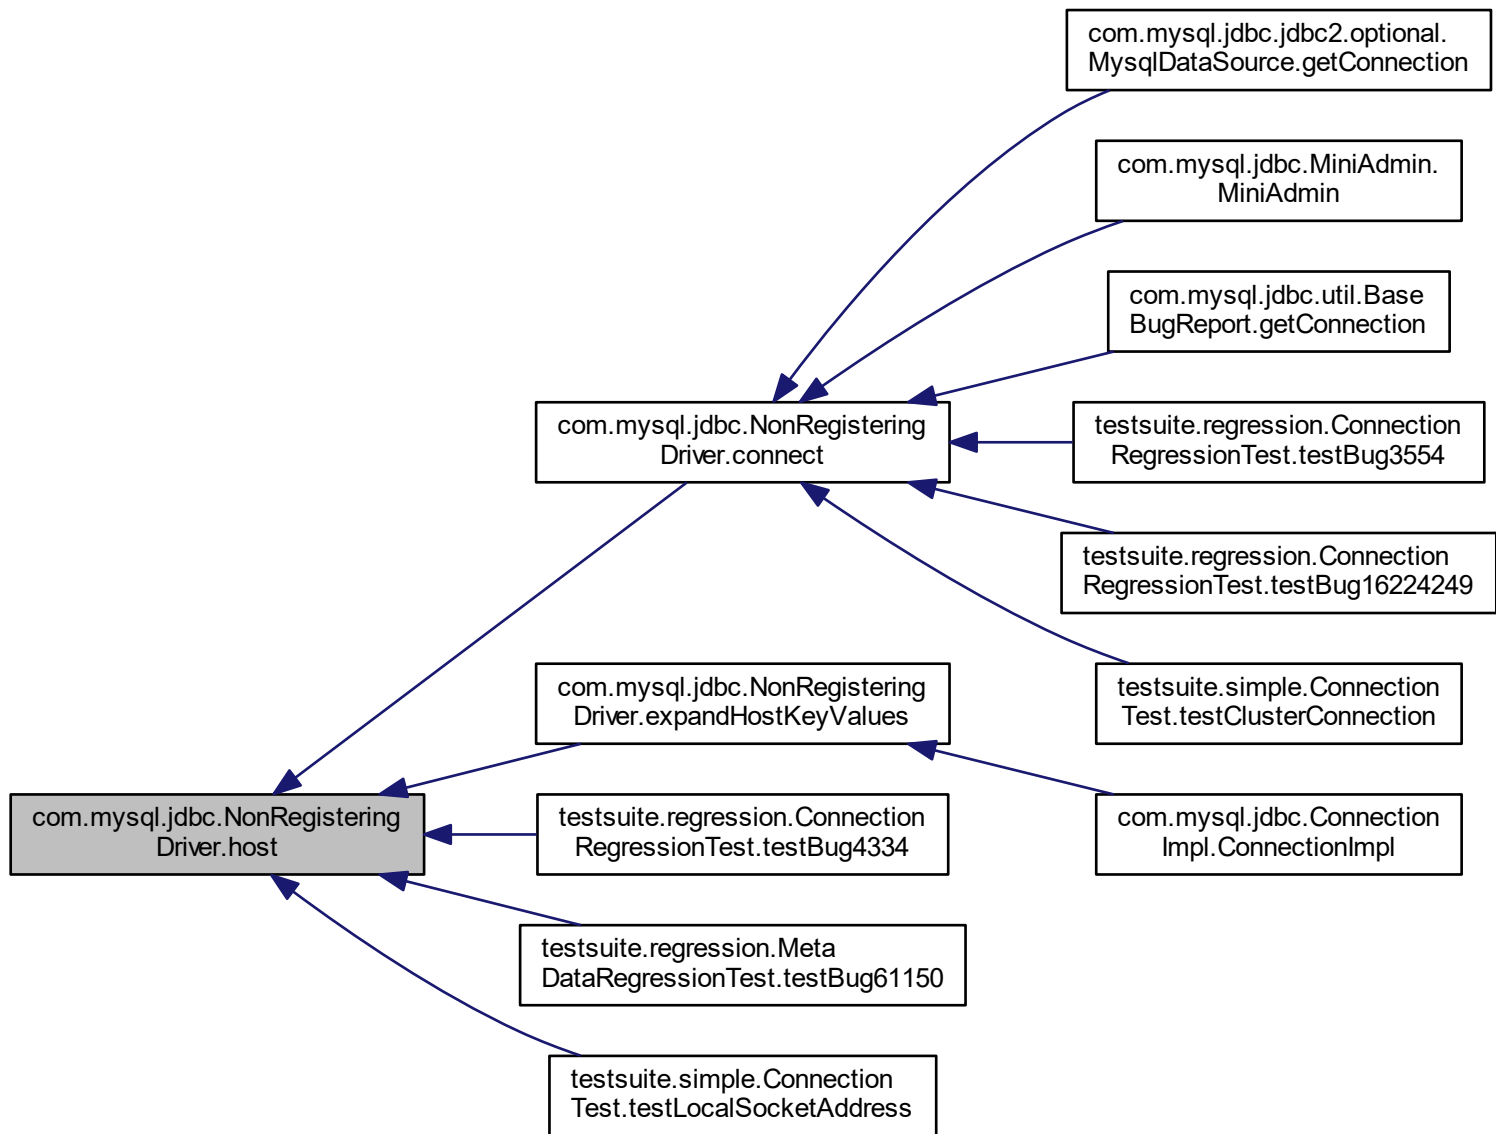 com.mysql.jdbc.jdbc2.optional.
MysqlDataSource.getConnection
com.mysql.jdbc.MiniAdmin.
MiniAdmin
com.mysql.jdbc.util.Base
BugReport.getConnection
com.mysql.jdbc.NonRegistering
Driver.connect
testsuite.regression.Connection
RegressionTest.testBug3554
testsuite.regression.Connection
RegressionTest.testBug16224249
com.mysql.jdbc.NonRegistering
Driver.expandHostKeyValues
testsuite.simple.Connection
Test.testClusterConnection
com.mysql.jdbc.NonRegistering
Driver.host
testsuite.regression.Connection
RegressionTest.testBug4334
com.mysql.jdbc.Connection
Impl.ConnectionImpl
testsuite.regression.Meta
DataRegressionTest.testBug61150
testsuite.simple.Connection
Test.testLocalSocketAddress